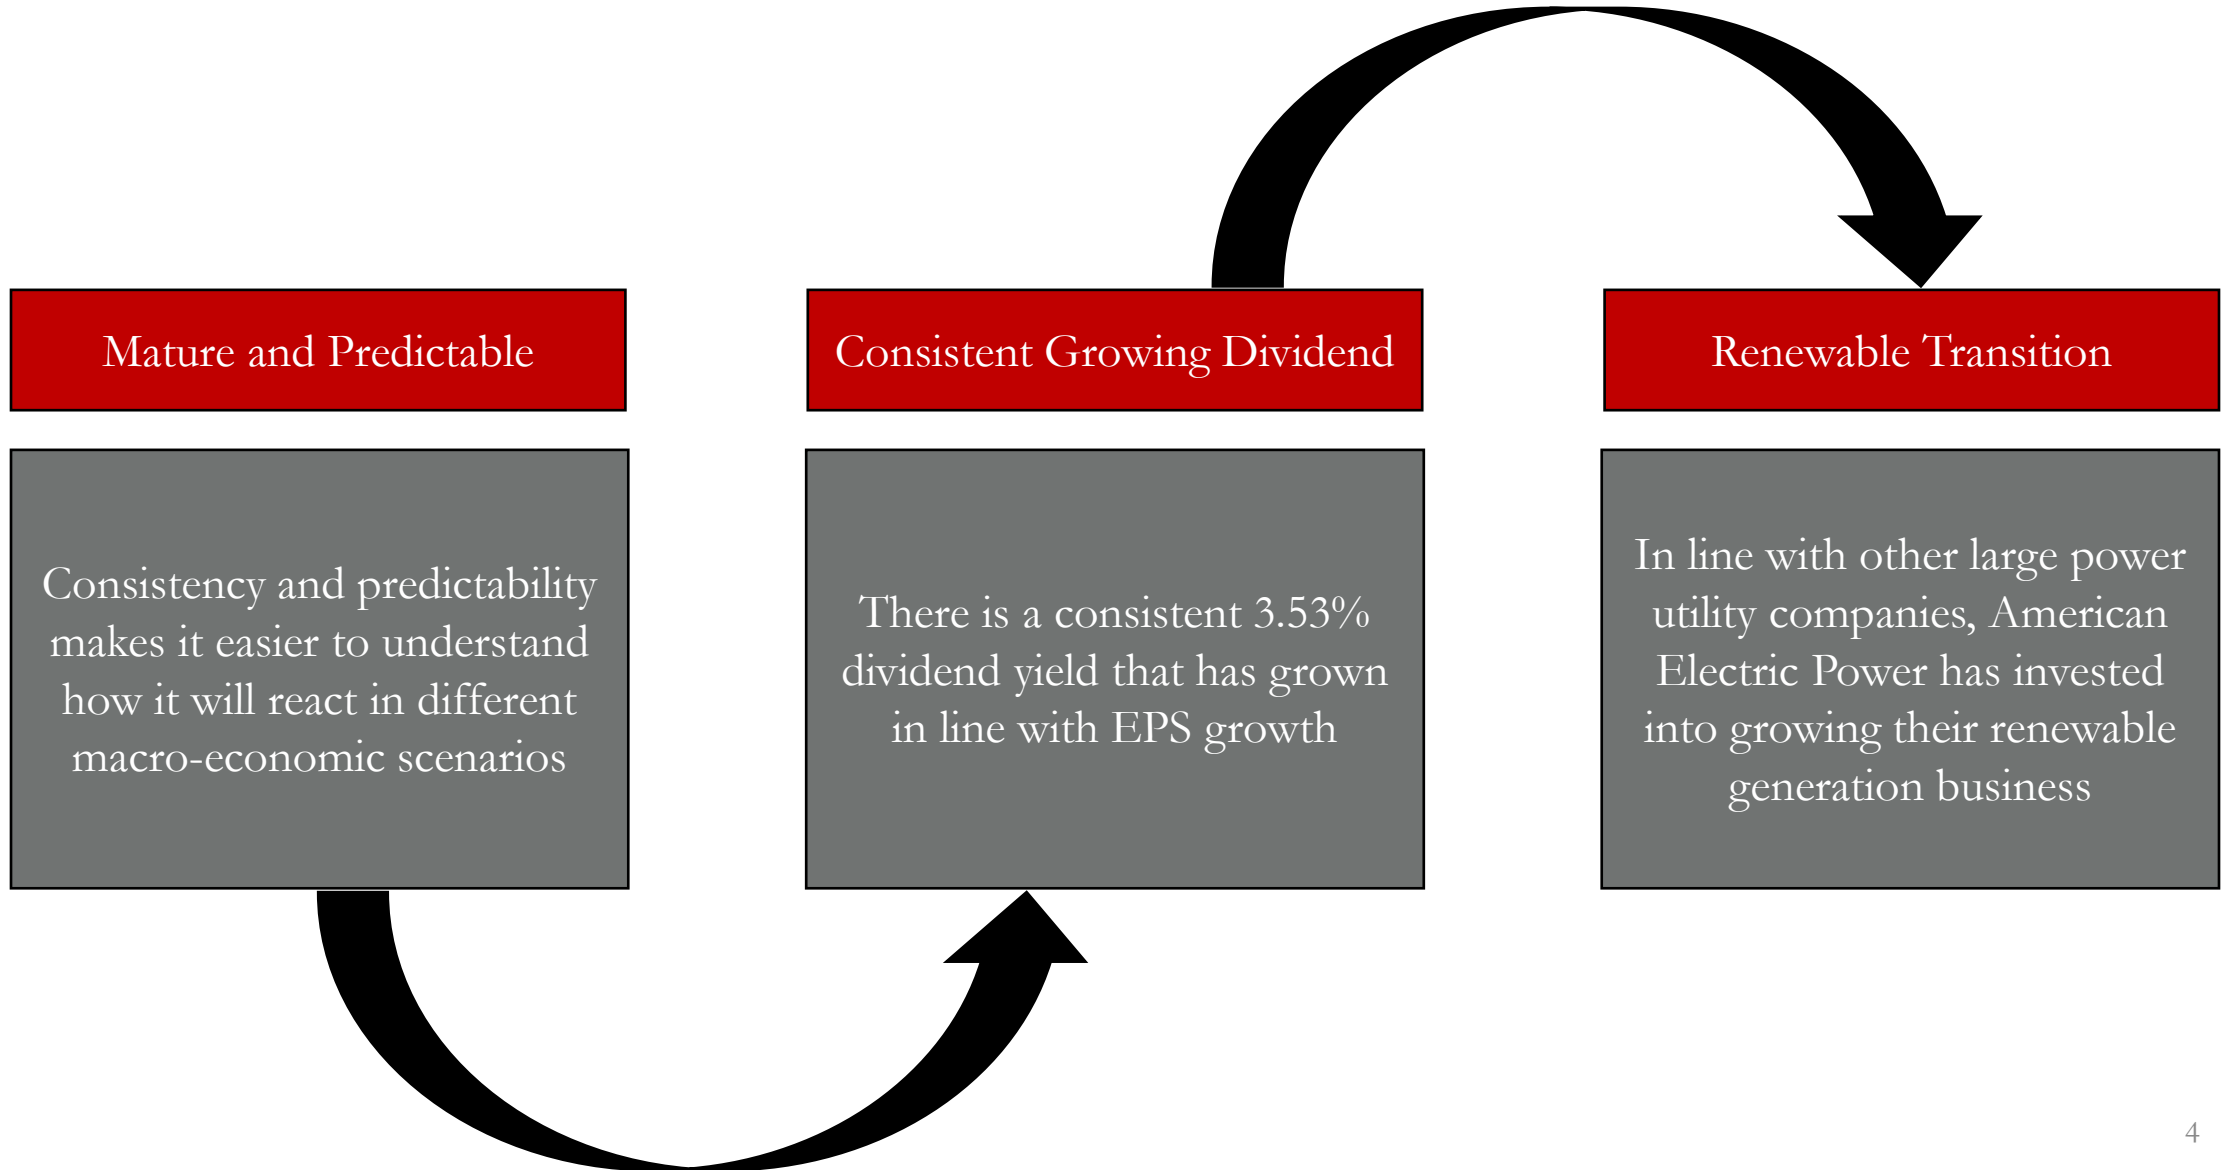 Mature and Predictable
Consistency and predictability
makes it easier to understand
how it will react in different
macro-economic scenarios
Consistent Growing Dividend
There is a consistent 3.53%
dividend yield that has grown
in line with EPS growth
Renewable Transition
In line with other large power
utility companies, American
Electric Power has invested
into growing their renewable
generation business
4